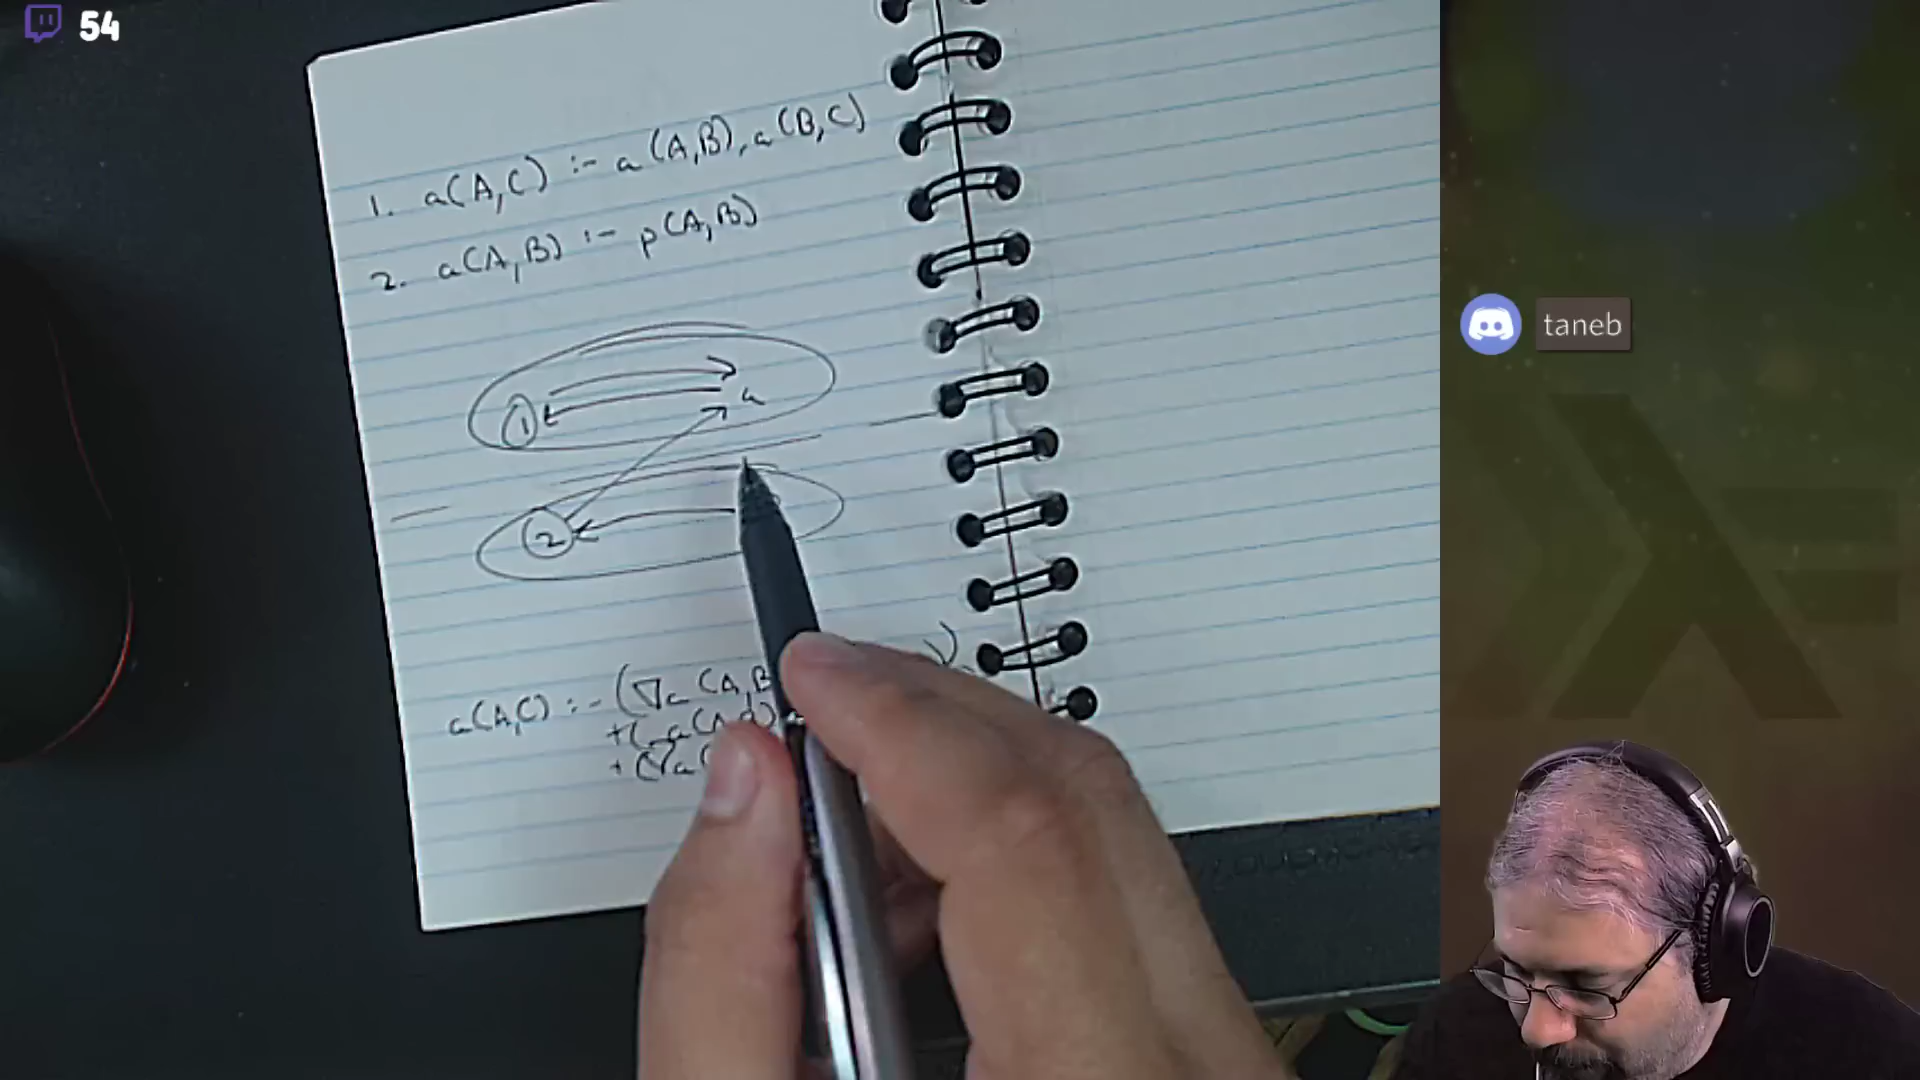 54
1. a(A,C) :- a(A,B), a(B,C)
2. a(A,B) :- p(A,B)
1 a
2
a(A,C) :- (∇a(A,B
+( a(A,
+(∇a(
taneb